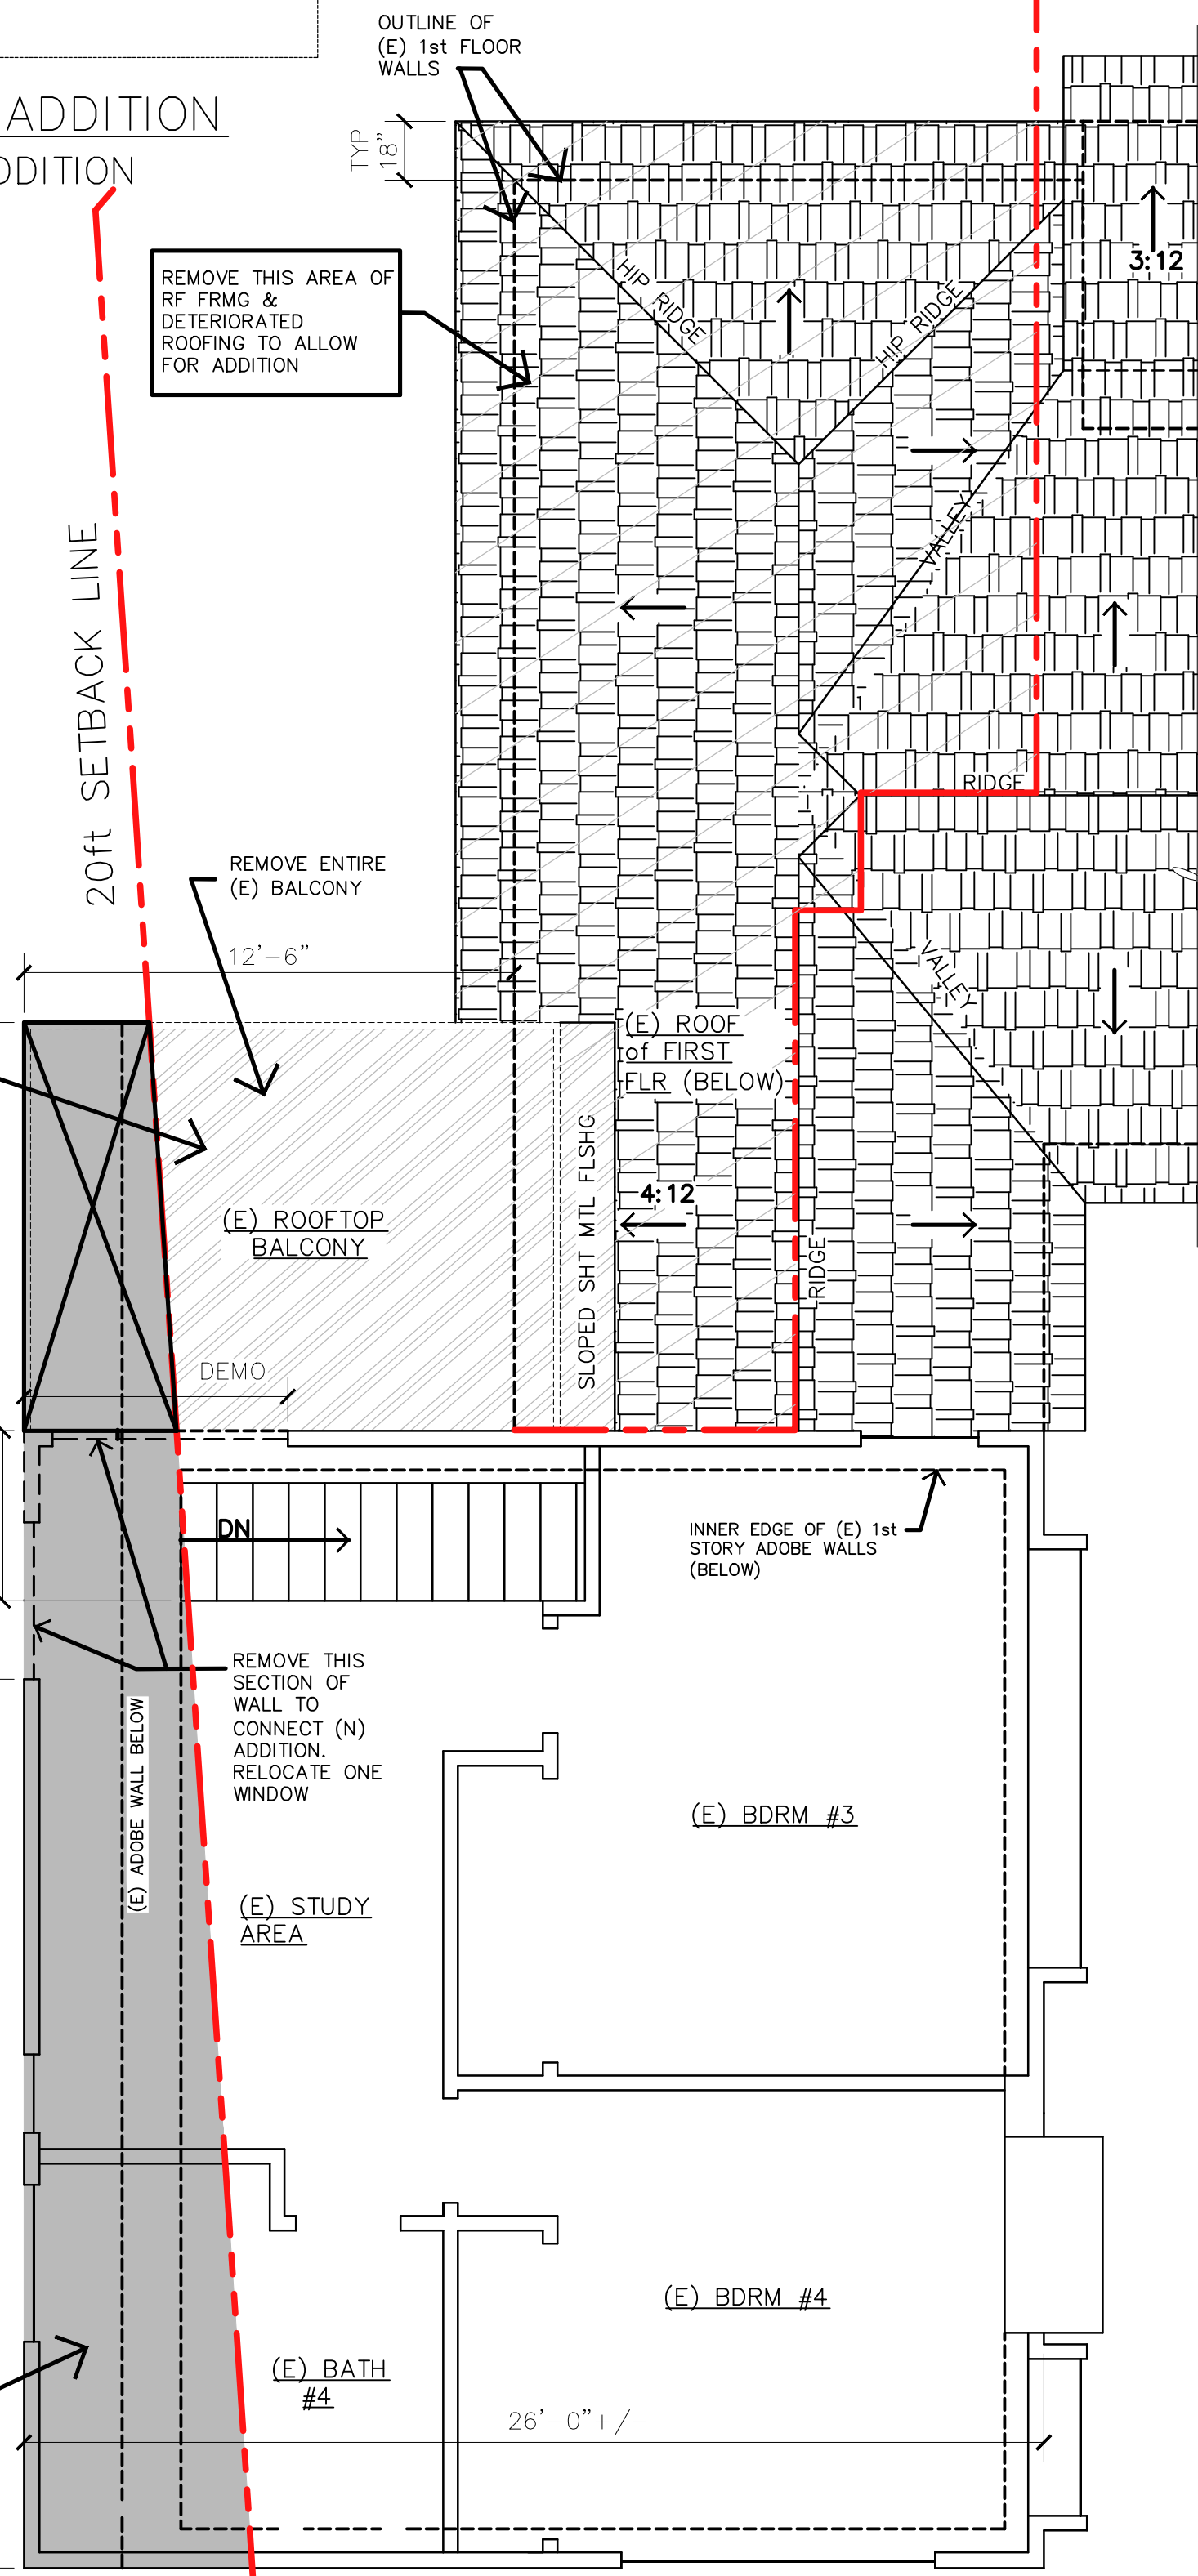 OUTLINE OF
(E) 1st FLOOR
WALLS
ADDITION
DDITION
TYP
18"
REMOVE THIS AREA OF
RF FRMG &
DETERIORATED
ROOFING TO ALLOW
FOR ADDITION
HIP RIDGE
HIP RIDGE
3:12
VALLEY
20ft SETBACK LINE
RIDGE
REMOVE ENTIRE
(E) BALCONY
12'-6"
VALLEY
(E) ROOF
of FIRST
FLR (BELOW)
SLOPED SHT MTL FLSHG
4:12
(E) ROOFTOP
BALCONY
RIDGE
DEMO
DN
INNER EDGE OF (E) 1st
STORY ADOBE WALLS
(BELOW)
REMOVE THIS
SECTION OF
WALL TO
CONNECT (N)
ADDITION.
RELOCATE ONE
WINDOW
(E) ADOBE WALL BELOW
(E) BDRM #3
(E) STUDY
AREA
(E) BDRM #4
(E) BATH
#4
26'-0"+/-